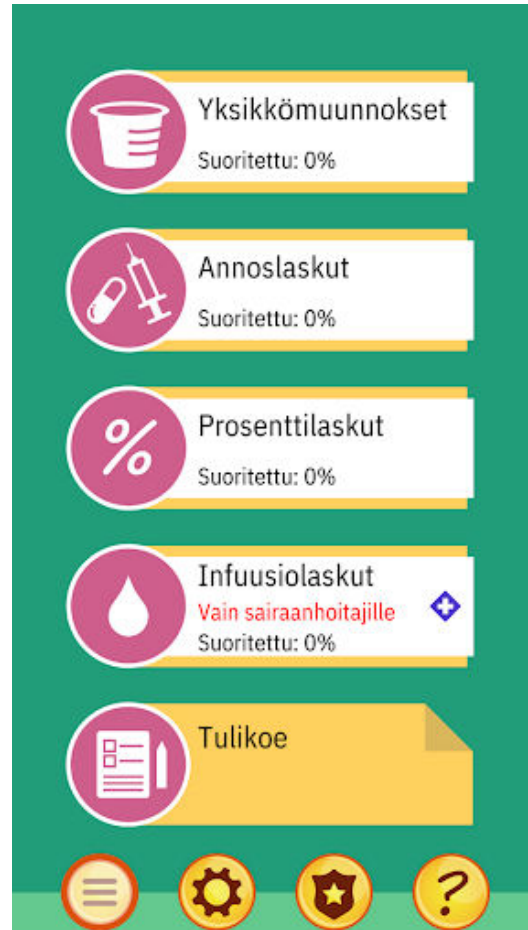 Yksikkömuunnokset
Suoritettu: 0%
Annoslaskut
Suoritettu: 0%
Prosenttilaskut
Suoritettu: 0%
Infuusiolaskut
Vain sairaanhoitajille
Suoritettu: 0%
Tulikoe